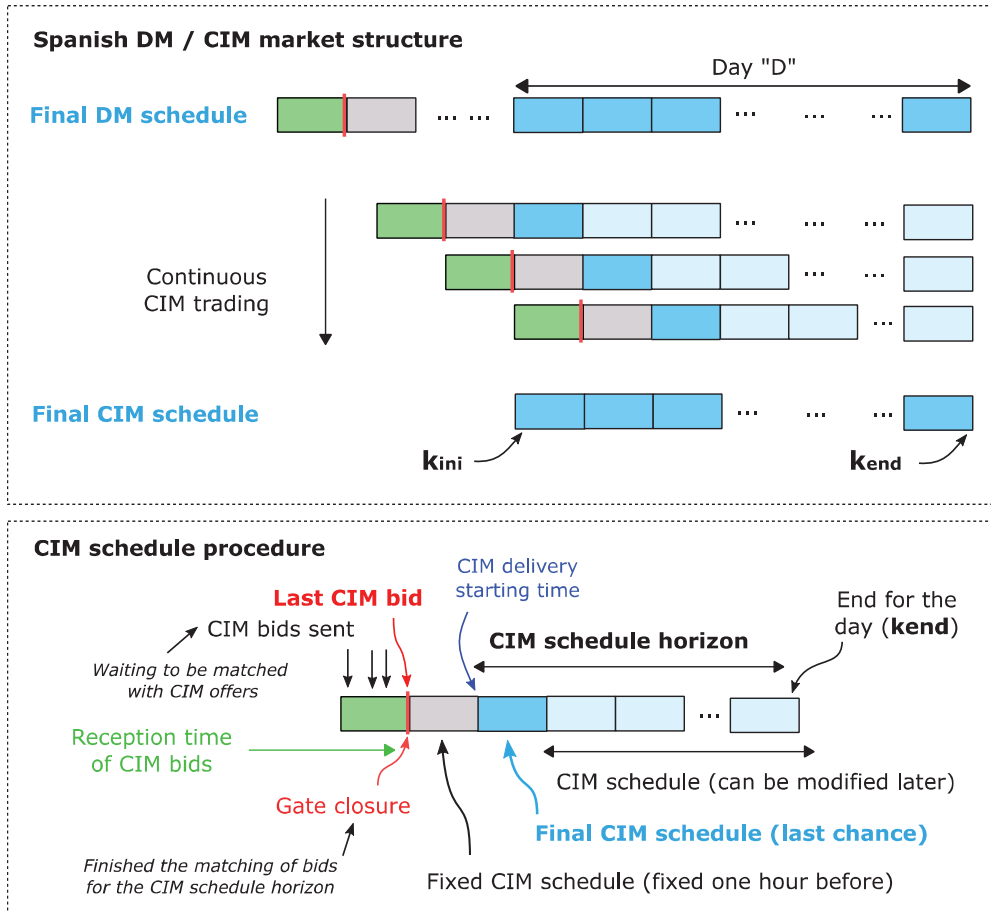 Spanish DM / CIM market structure
Day "D"
Final DM schedule
... ...
... ... ...
... ... ...
Continuous
CIM trading
... ...
...
Final CIM schedule
... ... ...
kini
kend
CIM schedule procedure
CIM delivery
starting time
Last CIM bid
End for the
day (kend)
CIM bids sent
CIM schedule horizon
Waiting to be matched
with CIM offers
...
Reception time
of CIM bids
CIM schedule (can be modified later)
Gate closure
Final CIM schedule (last chance)
Finished the matching of bids
for the CIM schedule horizon
Fixed CIM schedule (fixed one hour before)